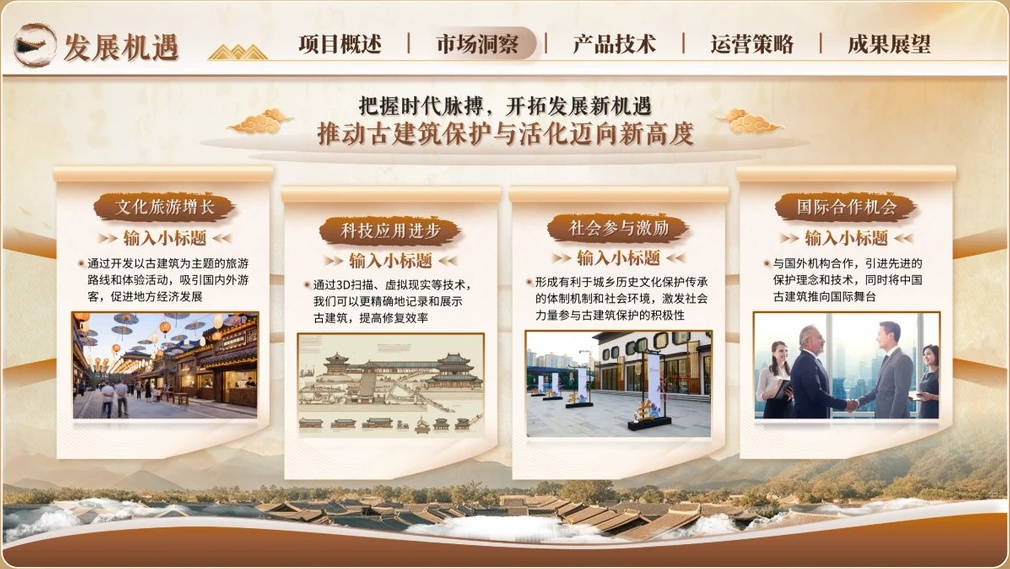 发展机遇
项目概述
市场洞察
产品技术
运营策略
成果展望
把握时代脉搏，开拓发展新机遇
推动古建筑保护与活化迈向新高度
文化旅游增长
输入小标题
通过开发以古建筑为主题的旅游
路线和体验活动，吸引国内外游
客，促进地方经济发展
科技应用进步
输入小标题
通过3D扫描、虚拟现实等技术，
我们可以更精确地记录和展示
古建筑，提高修复效率
社会参与激励
输入小标题
形成有利于城乡历史文化保护传承
的体制机制和社会环境，激发社会
力量参与古建筑保护的积极性
国际合作机会
输入小标题
与国外机构合作，引进先进的
保护理念和技术，同时将中国
古建筑推向国际舞台